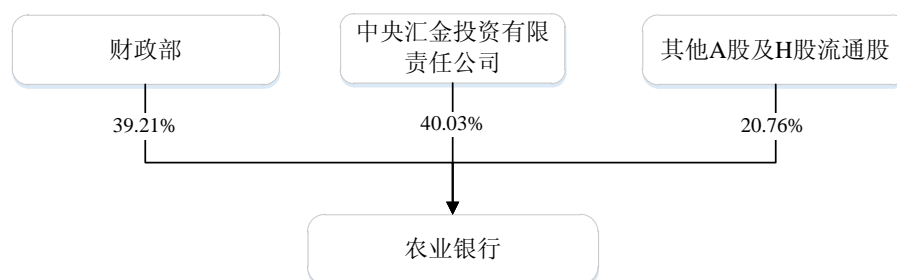 财政部
中央汇金投资有限
责任公司
其他A股及H股流通股
39.21%
40.03%
20.76%
农业银行